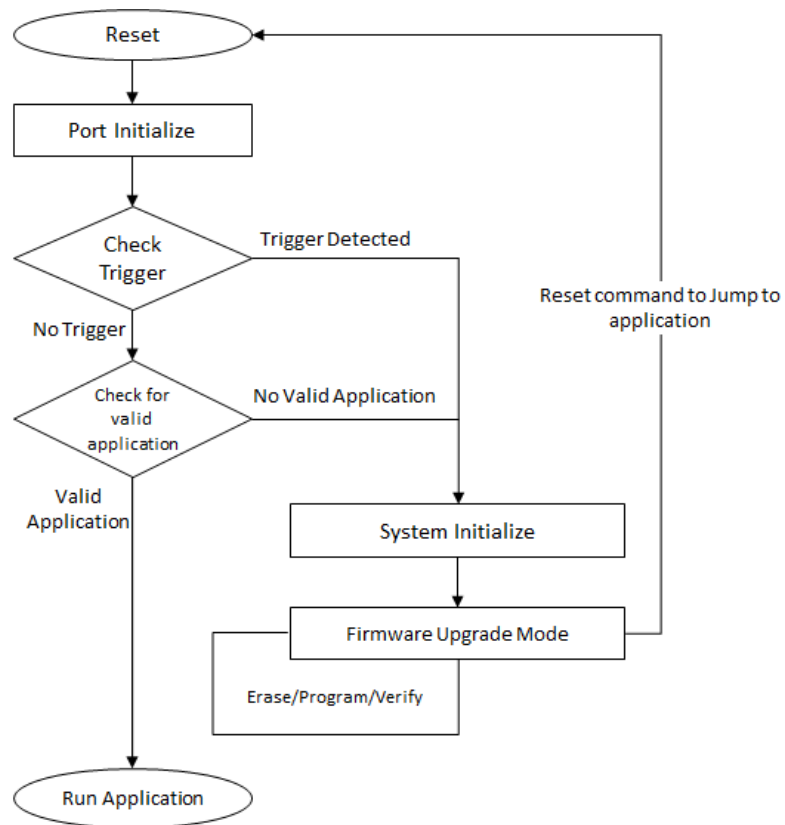 Reset
Port Initialize
Check
Trigger
Trigger Detected
Reset command to Jump to
application
No Trigger
Check for
valid
application
No Valid Application
Valid
Application
System Initialize
Firmware Upgrade Mode
Erase/Program/Verify
Run Application